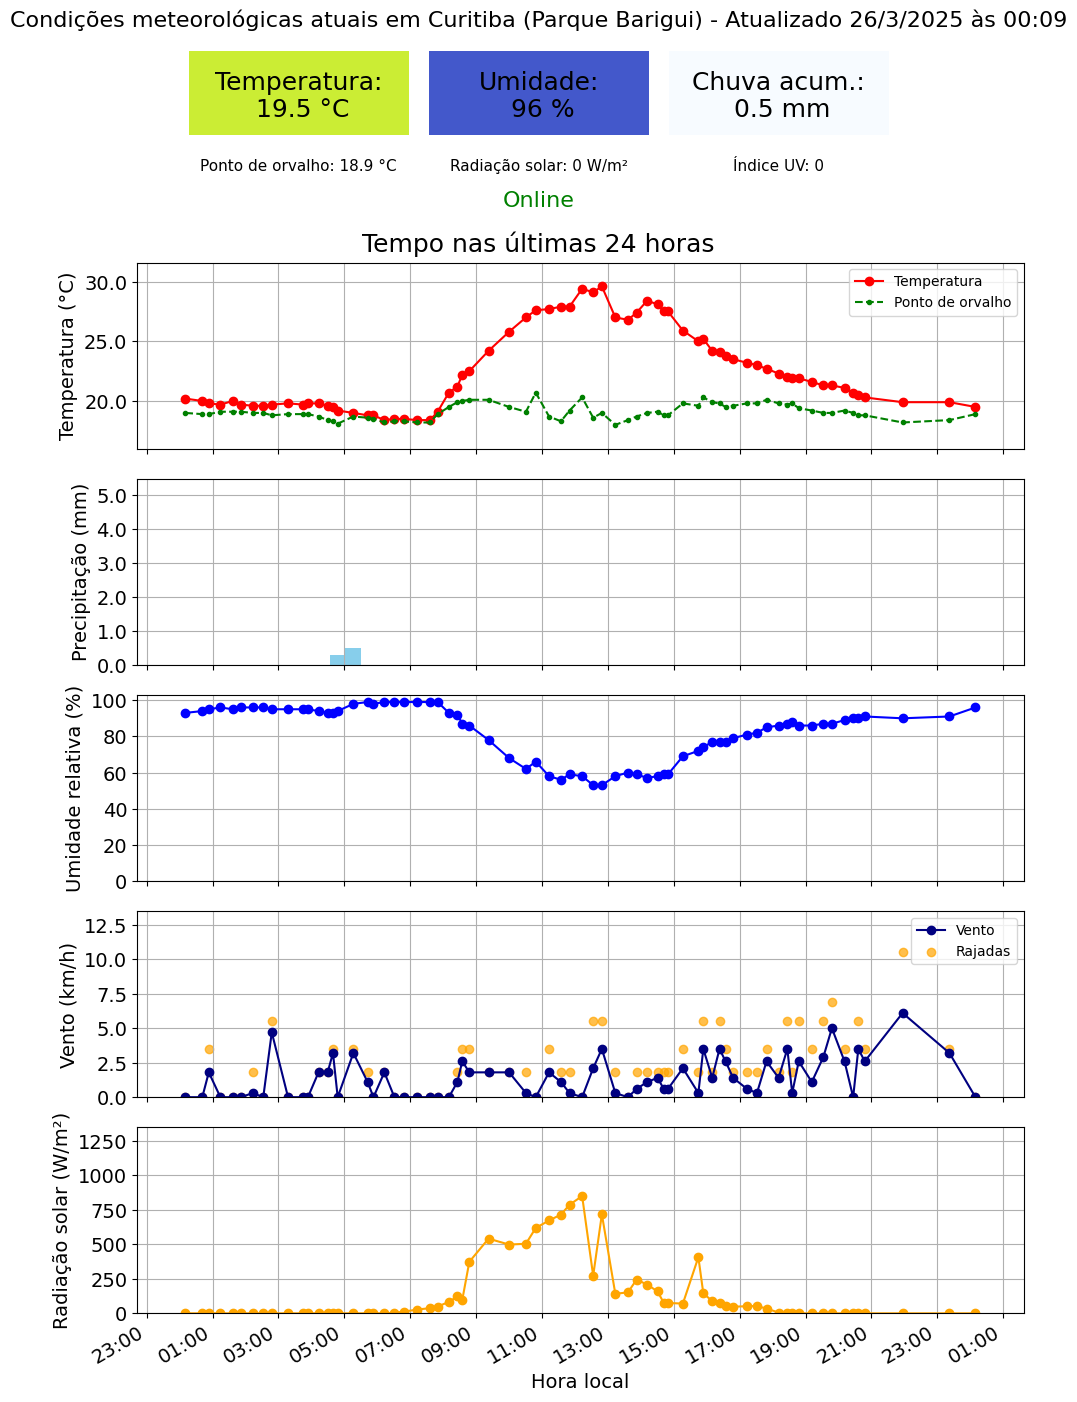 Condições meteorológicas atuais em Curitiba (Parque Barigui) - Atualizado 26/3/2025 às 00:09
Temperatura:
19.5 °C
Umidade:
96 %
Chuva acum.:
0.5 mm
Ponto de orvalho: 18.9 °C
Radiação solar: 0 W/m²
Índice UV: 0
Online
Tempo nas últimas 24 horas
Temperatura (°C)
30.0
25.0
20.0
Temperatura
Ponto de orvalho
Precipitação (mm)
5.0
4.0
3.0
2.0
1.0
0.0
Umidade relativa (%)
100
80
60
40
20
0
Vento (km/h)
12.5
10.0
7.5
5.0
2.5
0.0
Vento
Rajadas
Radiação solar (W/m²)
1250
1000
750
500
250
0
23:00
01:00
03:00
05:00
07:00
09:00
11:00
13:00
15:00
17:00
19:00
21:00
23:00
01:00
Hora local